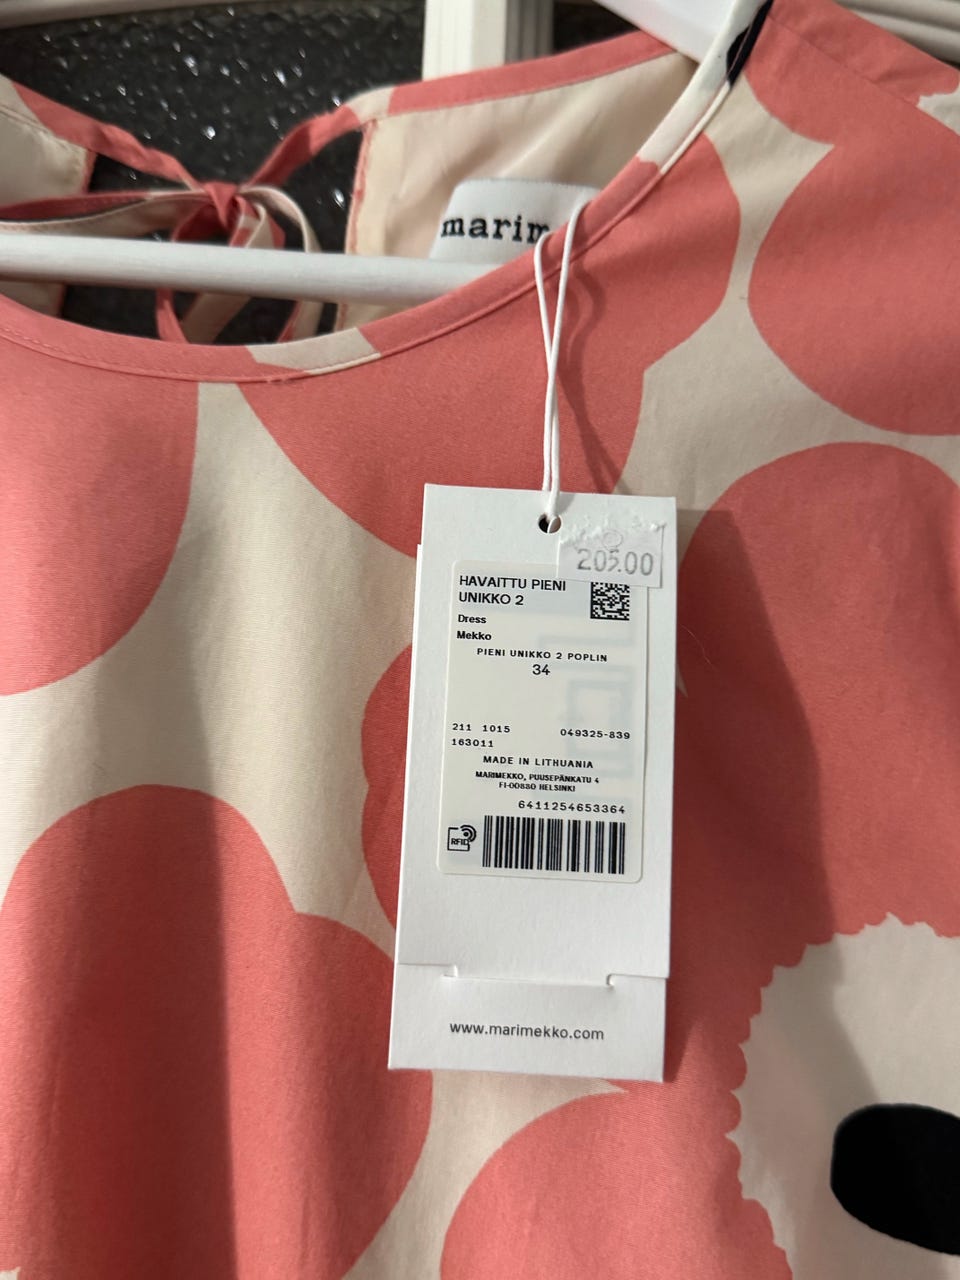 marim
205.00
HAVAITTU PIENI
UNIKKO 2
Dress
Mekko
PIENI UNIKKO 2 POPLIN
34
211 1015 049325-839
163011
MADE IN LITHUANIA
MARIMEKKO, PUUSEPÄNKATU 4
FI-00880 HELSINKI
6411254653364
RFID
www.marimekko.com